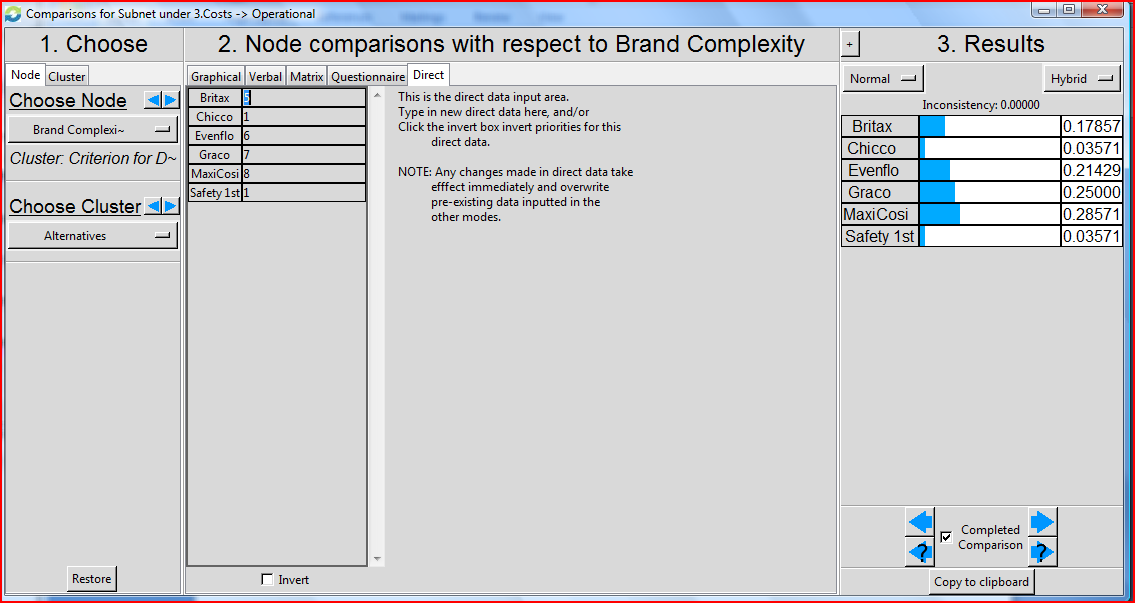 Comparisons for Subnet under 3.Costs -> Operational
1. Choose
2. Node comparisons with respect to Brand Complexity
+
3. Results
Node Cluster
Graphical Verbal Matrix Questionnaire Direct
Normal
Hybrid
Choose Node
Brand Complexi~
Cluster: Criterion for D~
Choose Cluster
Alternatives
Restore
Britax 5
Chicco 1
Evenflo 6
Graco 7
MaxiCosi 8
Safety 1st 1
Invert
This is the direct data input area.
Type in new direct data here, and/or
Click the invert box invert priorities for this
direct data.
NOTE: Any changes made in direct data take
efffect immediately and overwrite
pre-existing data inputted in the
other modes.
Inconsistency: 0.00000
Britax 0.17857
Chicco 0.03571
Evenflo 0.21429
Graco 0.25000
MaxiCosi 0.28571
Safety 1st 0.03571
Completed
Comparison
? ?
Copy to clipboard